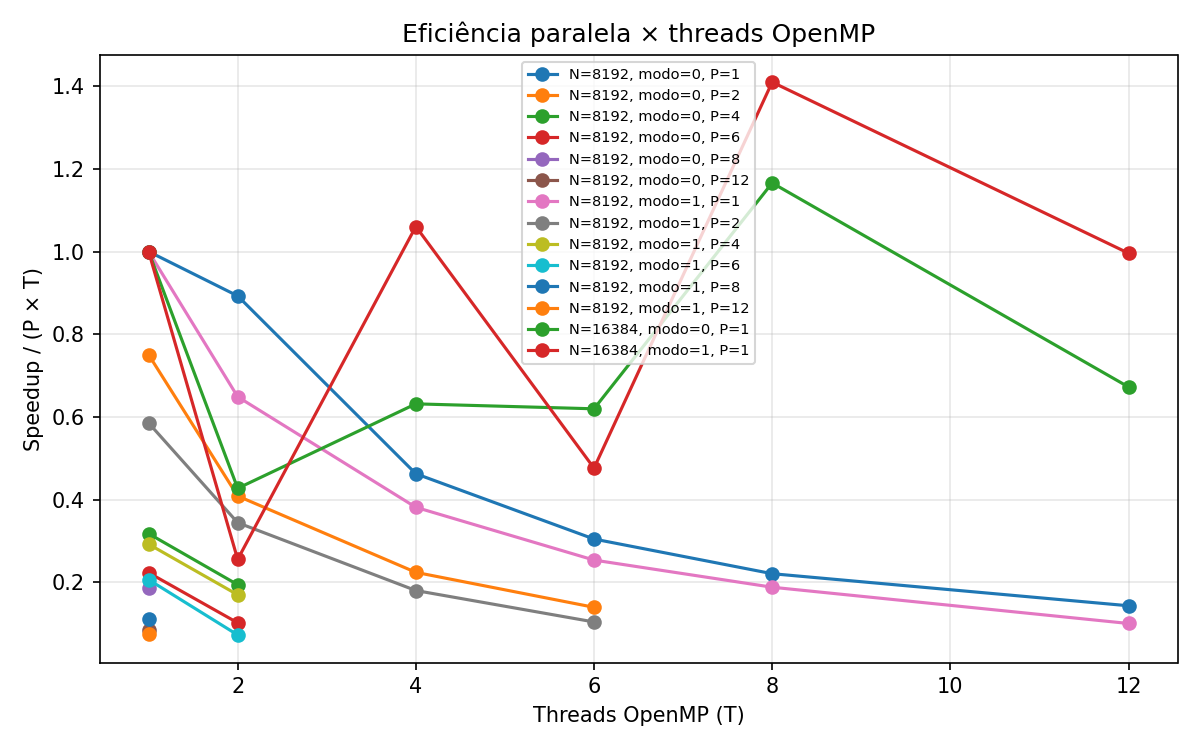 Eficiência paralela × threads OpenMP
N=8192, modo=0, P=1
N=8192, modo=0, P=2
N=8192, modo=0, P=4
N=8192, modo=0, P=6
N=8192, modo=0, P=8
N=8192, modo=0, P=12
N=8192, modo=1, P=1
N=8192, modo=1, P=2
N=8192, modo=1, P=4
N=8192, modo=1, P=6
N=8192, modo=1, P=8
N=8192, modo=1, P=12
N=16384, modo=0, P=1
N=16384, modo=1, P=1
Speedup / (P × T)
1.4
1.2
1.0
0.8
0.6
0.4
0.2
2 4 6 8 10 12
Threads OpenMP (T)